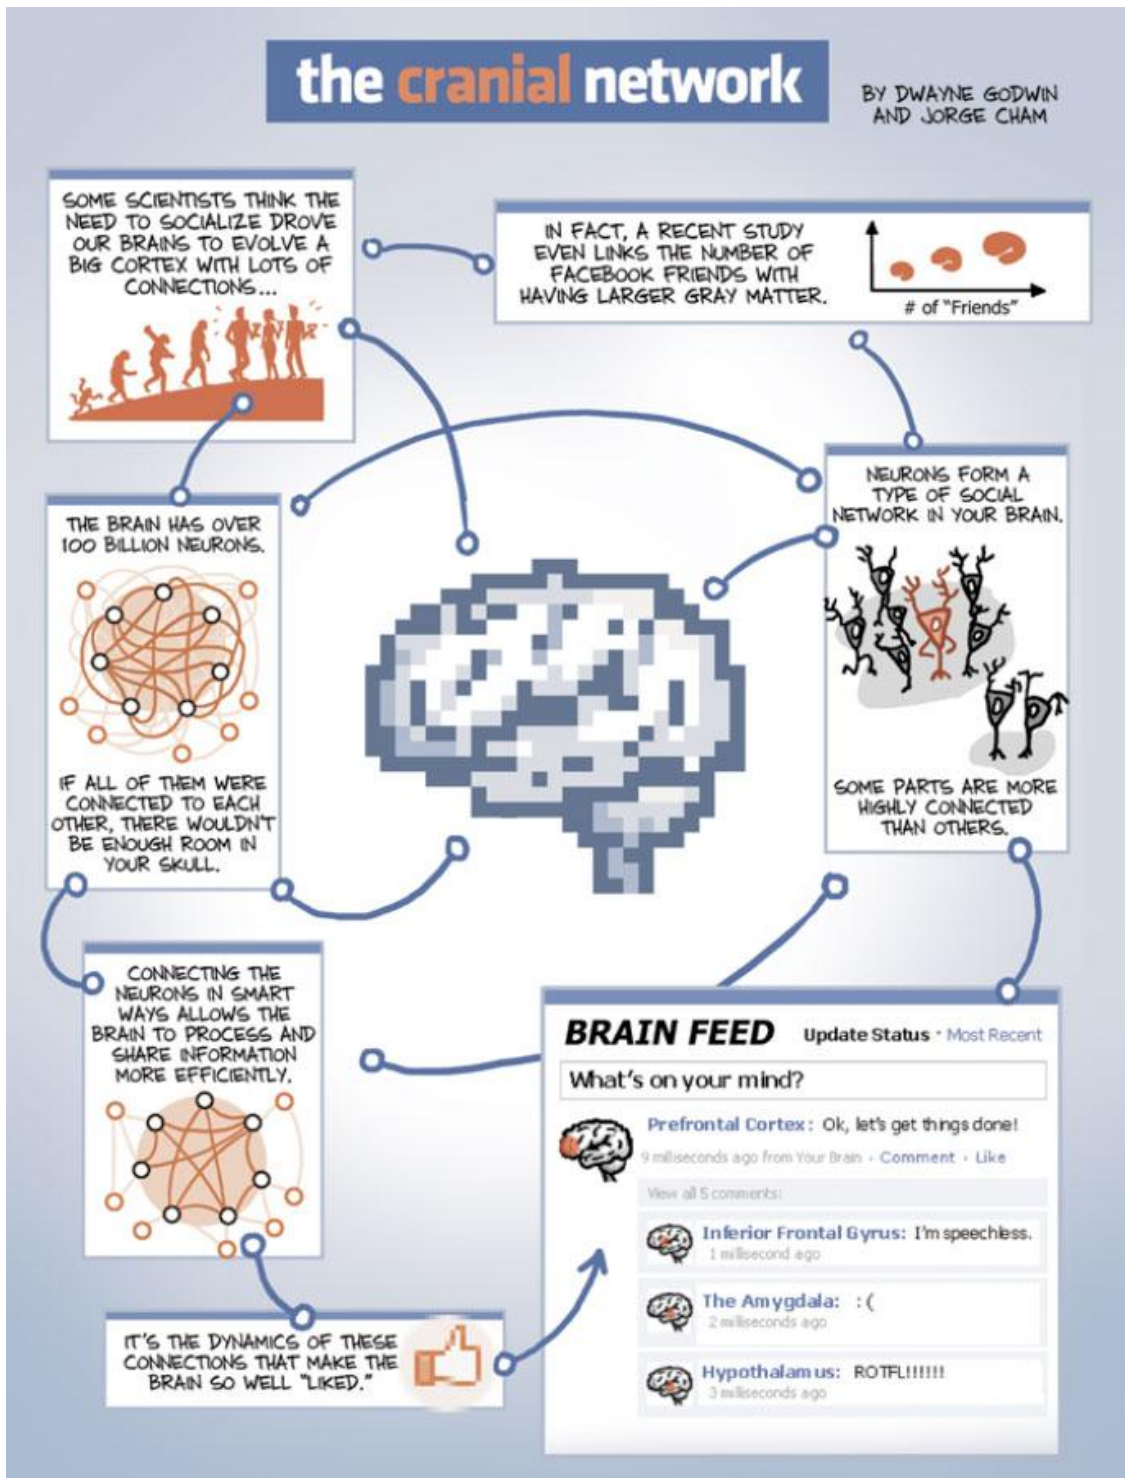 the cranial network
BY DWAYNE GODWIN
AND JORGE CHAM
SOME SCIENTISTS THINK THE
NEED TO SOCIALIZE DROVE
OUR BRAINS TO EVOLVE A
BIG CORTEX WITH LOTS OF
CONNECTIONS...
IN FACT, A RECENT STUDY
EVEN LINKS THE NUMBER OF
FACEBOOK FRIENDS WITH
HAVING LARGER GRAY MATTER.
# of "Friends"
THE BRAIN HAS OVER
100 BILLION NEURONS.
IF ALL OF THEM WERE
CONNECTED TO EACH
OTHER, THERE WOULDN'T
BE ENOUGH ROOM IN
YOUR SKULL.
NEURONS FORM A
TYPE OF SOCIAL
NETWORK IN YOUR BRAIN.
SOME PARTS ARE MORE
HIGHLY CONNECTED
THAN OTHERS.
CONNECTING THE
NEURONS IN SMART
WAYS ALLOWS THE
BRAIN TO PROCESS AND
SHARE INFORMATION
MORE EFFICIENTLY.
IT'S THE DYNAMICS OF THESE
CONNECTIONS THAT MAKE THE
BRAIN SO WELL "LIKED."
BRAIN FEED Update Status · Most Recent
What's on your mind?
Prefrontal Cortex: Ok, let's get things done!
9 milliseconds ago from Your Brain · Comment · Like
View all 5 comments:
Inferior Frontal Gyrus: I'm speechless.
1 millisecond ago
The Amygdala: :(
2 milliseconds ago
Hypothalamus: ROTFL!!!!!!
3 milliseconds ago